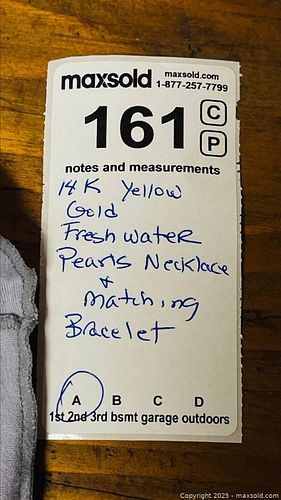 maxsold maxsold.com
1-877-257-7799
161 C
P
notes and measurements
14 K Yellow
Gold
Fresh water
Pearls Necklace
+
matching
Bracelet
A B C D
1st 2nd 3rd bsmt garage outdoors
Copyright © 2025 - maxsold.com